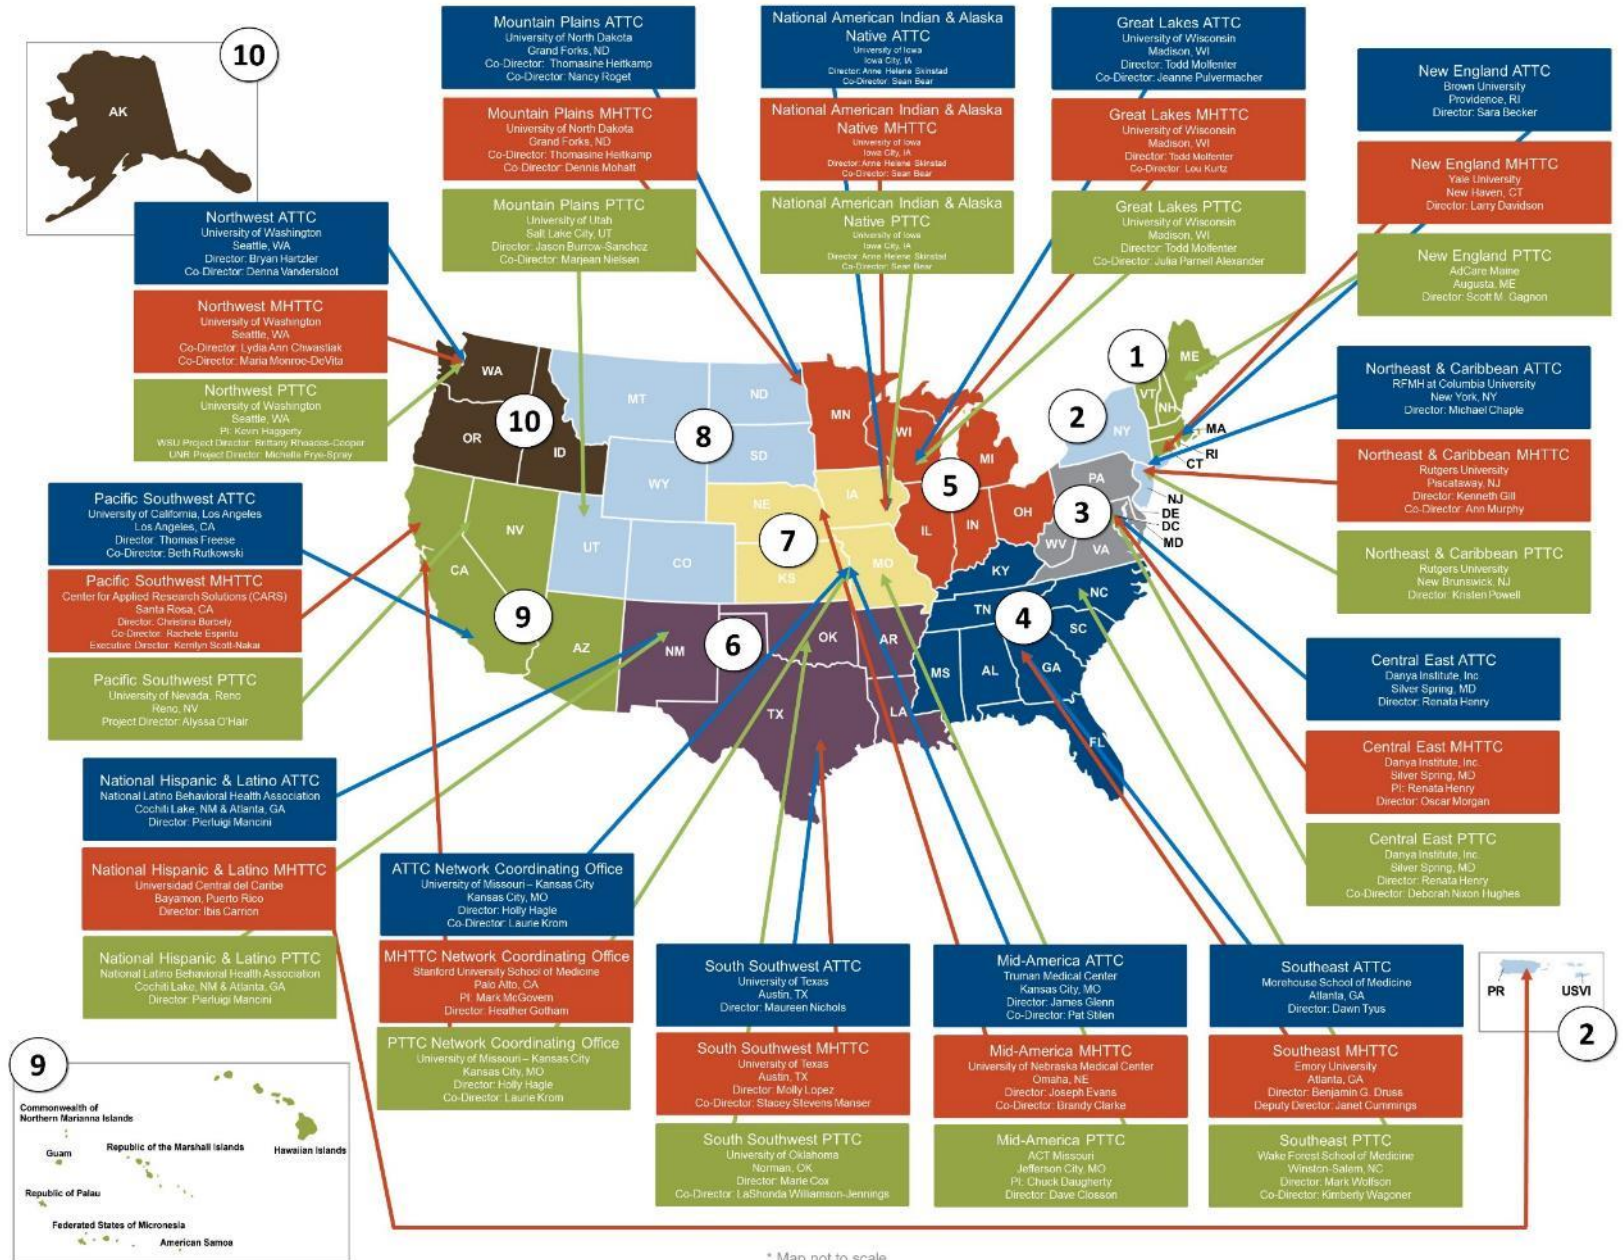 10
AK
Mountain Plains ATTC
University of North Dakota
Grand Forks, ND
Co-Director: Thomasine Heitkamp
Co-Director: Nancy Roget
Mountain Plains MHTTC
University of North Dakota
Grand Forks, ND
Co-Director: Thomasine Heitkamp
Co-Director: Dennis Mohatt
Mountain Plains PTTC
University of Utah
Salt Lake City, UT
Director: Jason Burrow-Sanchez
Co-Director: Marjean Nielsen
National American Indian & Alaska
Native ATTC
University of Iowa
Iowa City, IA
Director: Anne Helene Skinstad
Co-Director: Sean Bear
National American Indian & Alaska
Native MHTTC
University of Iowa
Iowa City, IA
Director: Anne Helene Skinstad
Co-Director: Sean Bear
National American Indian & Alaska
Native PTTC
University of Iowa
Iowa City, IA
Director: Anne Helene Skinstad
Co-Director: Sean Bear
Great Lakes ATTC
University of Wisconsin
Madison, WI
Director: Todd Molfenter
Co-Director: Jeanne Pulvermacher
Great Lakes MHTTC
University of Wisconsin
Madison, WI
Director: Todd Molfenter
Co-Director: Lou Kurtz
Great Lakes PTTC
University of Wisconsin
Madison, WI
Director: Todd Molfenter
Co-Director: Julia Parnell Alexander
New England ATTC
Brown University
Providence, RI
Director: Sara Becker
New England MHTTC
Yale University
New Haven, CT
Director: Larry Davidson
New England PTTC
AdCare Maine
Augusta, ME
Director: Scott M. Gagnon
Northwest ATTC
University of Washington
Seattle, WA
Director: Bryan Hartzler
Co-Director: Denna Vandersloot
Northwest MHTTC
University of Washington
Seattle, WA
Co-Director: Lydia Ann Chwastiak
Co-Director: Maria Monroe-DeVita
Northwest PTTC
University of Washington
Seattle, WA
PI: Kevin Haggerty
WSU Project Director: Brittany Rhoades-Cooper
UNR Project Director: Michelle Frye-Spray
Northeast & Caribbean ATTC
RFMH at Columbia University
New York, NY
Director: Michael Chaple
Northeast & Caribbean MHTTC
Rutgers University
Piscataway, NJ
Director: Kenneth Gill
Co-Director: Ann Murphy
Northeast & Caribbean PTTC
Rutgers University
New Brunswick, NJ
Director: Kristen Powell
Pacific Southwest ATTC
University of California, Los Angeles
Los Angeles, CA
Director: Thomas Freese
Co-Director: Beth Rutkowski
Pacific Southwest MHTTC
Center for Applied Research Solutions (CARS)
Santa Rosa, CA
Director: Christina Borbely
Co-Director: Rachele Espiritu
Executive Director: Kerrilyn Scott-Nakai
Pacific Southwest PTTC
University of Nevada, Reno
Reno, NV
Project Director: Alyssa O'Hair
WA
OR
ID
10
MT
ND
SD
WY
8
UT
CO
NV
CA
AZ
9
NM
6
TX
OK
AR
LA
NE
IA
7
KS
MO
MN
WI
MI
5
IL
IN
OH
KY
TN
4
NC
SC
MS
AL
GA
FL
PA
3
WV
VA
NY
2
1
ME
VT
NH
MA
RI
CT
NJ
DE
DC
MD
Central East ATTC
Danya Institute, Inc
Silver Spring, MD
Director: Renata Henry
Central East MHTTC
Danya Institute, Inc.
Silver Spring, MD
PI: Renata Henry
Director: Oscar Morgan
Central East PTTC
Danya Institute, Inc.
Silver Spring, MD
Director: Renata Henry
Co-Director: Deborah Nixon Hughes
National Hispanic & Latino ATTC
National Latino Behavioral Health Association
Cochiti Lake, NM & Atlanta, GA
Director: Pierluigi Mancini
National Hispanic & Latino MHTTC
Universidad Central del Caribe
Bayamon, Puerto Rico
Director: Ibis Carrion
National Hispanic & Latino PTTC
National Latino Behavioral Health Association
Cochiti Lake, NM & Atlanta, GA
Director: Pierluigi Mancini
ATTC Network Coordinating Office
University of Missouri – Kansas City
Kansas City, MO
Director: Holly Hagle
Co-Director: Laurie Krom
MHTTC Network Coordinating Office
Stanford University School of Medicine
Palo Alto, CA
PI: Mark McGovern
Director: Heather Gotham
PTTC Network Coordinating Office
University of Missouri – Kansas City
Kansas City, MO
Director: Holly Hagle
Co-Director: Laurie Krom
South Southwest ATTC
University of Texas
Austin, TX
Director: Maureen Nichols
South Southwest MHTTC
University of Texas
Austin, TX
Director: Molly Lopez
Co-Director: Stacey Stevens Manser
South Southwest PTTC
University of Oklahoma
Norman, OK
Director: Marie Cox
Co-Director: LaShonda Williamson-Jennings
Mid-America ATTC
Truman Medical Center
Kansas City, MO
Director: James Glenn
Co-Director: Pat Stilen
Mid-America MHTTC
University of Nebraska Medical Center
Omaha, NE
Director: Joseph Evans
Co-Director: Brandy Clarke
Mid-America PTTC
ACT Missouri
Jefferson City, MO
PI: Chuck Daugherty
Director: Dave Closson
Southeast ATTC
Morehouse School of Medicine
Atlanta, GA
Director: Dawn Tyus
Southeast MHTTC
Emory University
Atlanta, GA
Director: Benjamin G. Druss
Deputy Director: Janet Cummings
Southeast PTTC
Wake Forest School of Medicine
Winston-Salem, NC
Director: Mark Wolfson
Co-Director: Kimberly Wagoner
PR
USVI
2
9
Commonwealth of
Northern Marianna Islands
Guam
Republic of the Marshall Islands
Hawaiian Islands
Republic of Palau
Federated States of Micronesia
American Samoa
* Map not to scale